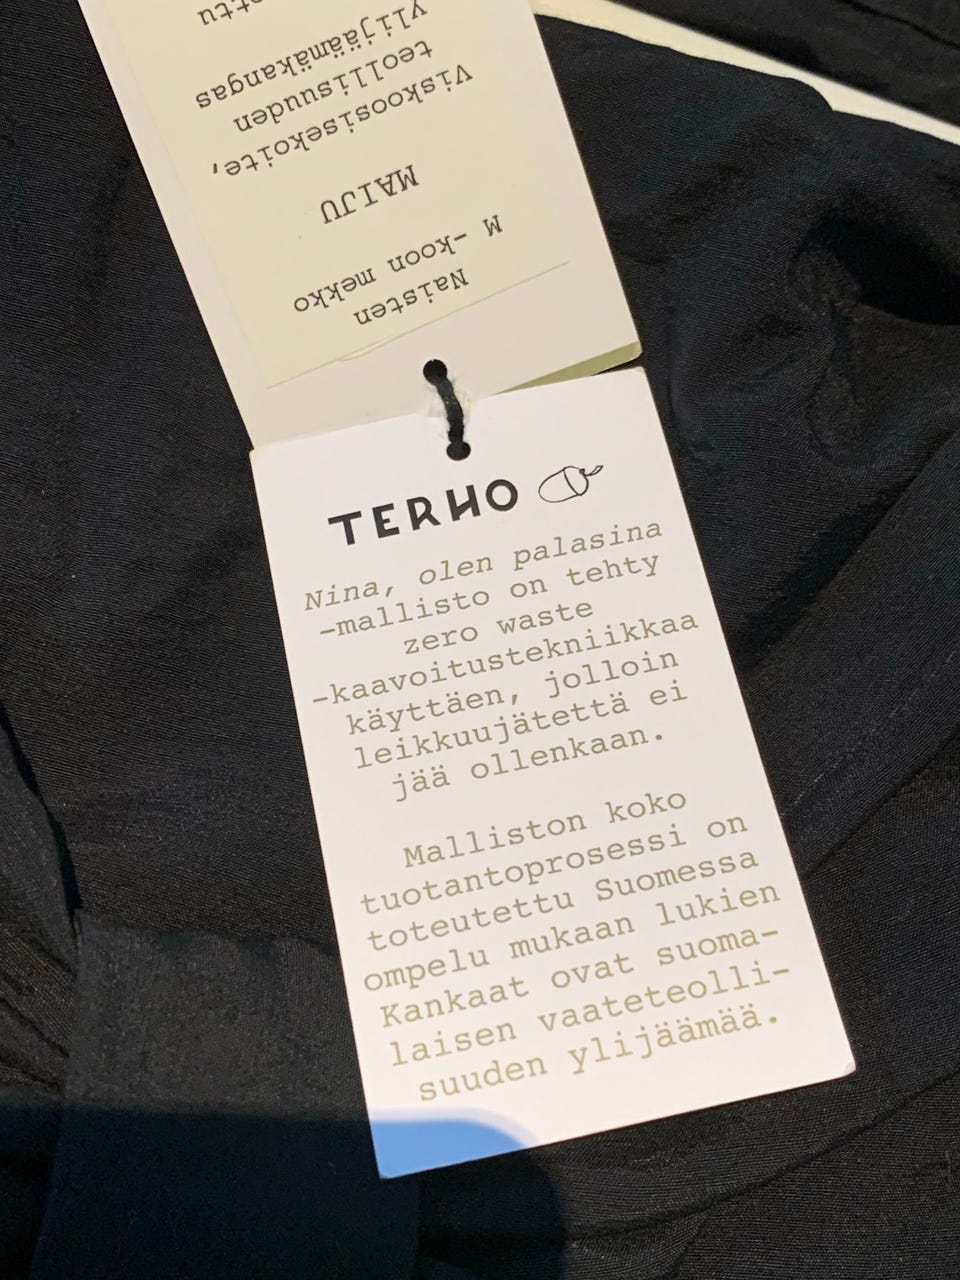 Naisten
M -koon mekko
MAIJU
Viskoosisekoite,
teollisuuden
ylijäämäkangas
TERHO
Nina, olen palasina
-mallisto on tehty
zero waste
-kaavoitustekniikkaa
käyttäen, jolloin
leikkuujätettä ei
jää ollenkaan.
Malliston koko
tuotantoprosessi on
toteutettu Suomessa
ompelu mukaan lukien
Kankaat ovat suoma-
laisen vaateteolli-
suuden ylijäämää.